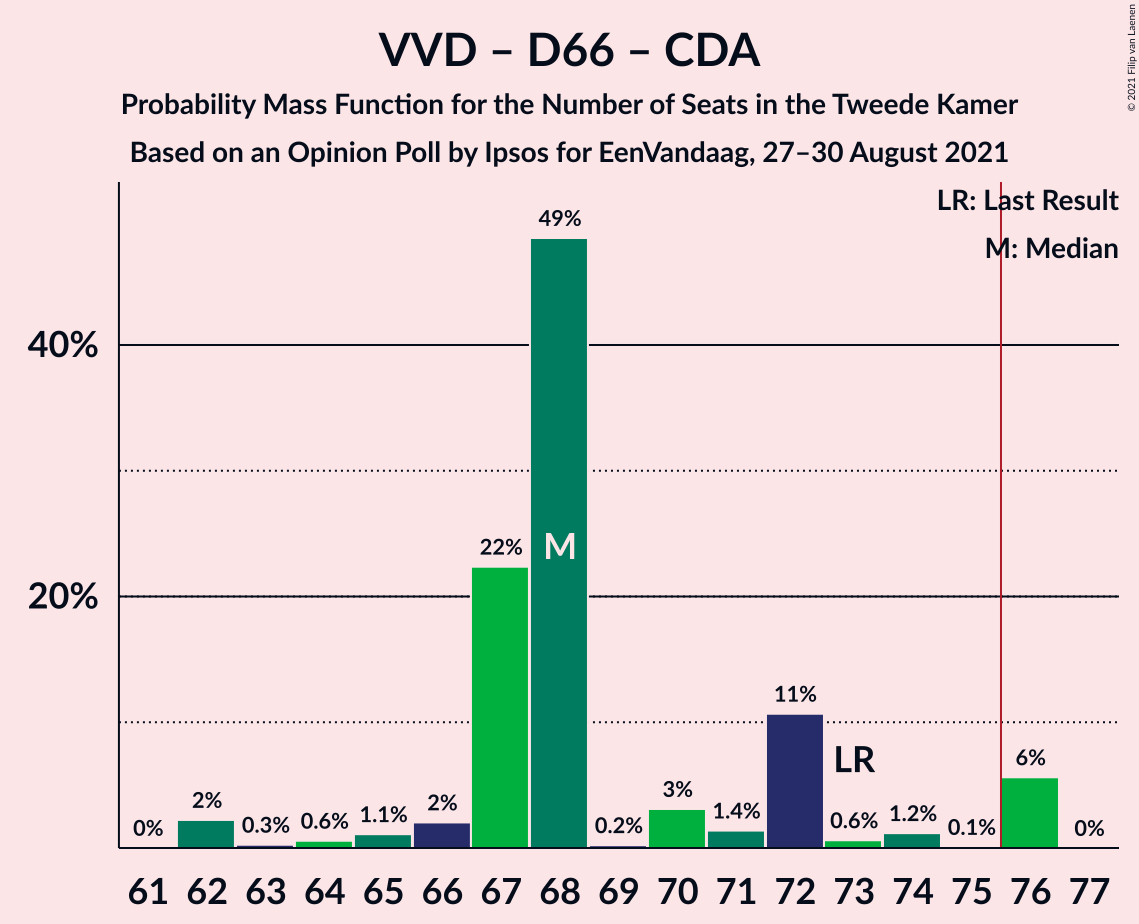 VVD – D66 – CDA
Probability Mass Function for the Number of Seats in the Tweede Kamer
Based on an Opinion Poll by Ipsos for EenVandaag, 27–30 August 2021
© 2021 Filip van Laenen
LR: Last Result
M: Median
40%
20%
0%
2%
0.3%
0.6%
1.1%
2%
22%
49%
M
0.2%
3%
1.4%
11%
LR
0.6%
1.2%
0.1%
6%
0%
61 62 63 64 65 66 67 68 69 70 71 72 73 74 75 76 77